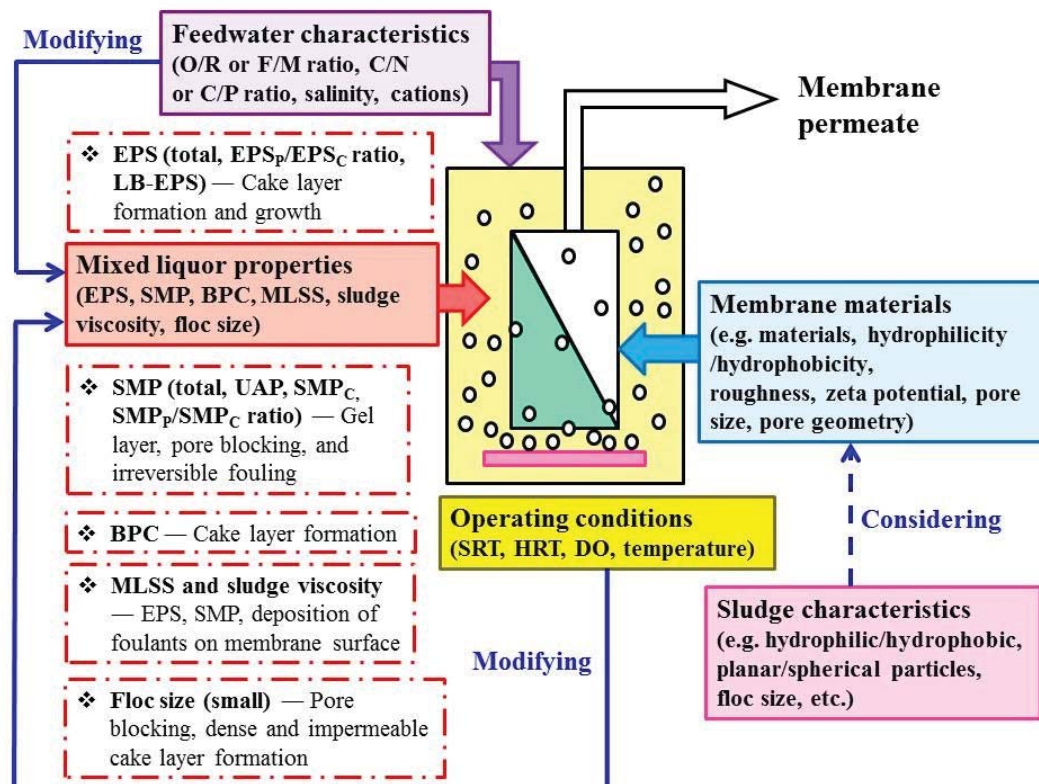 Modifying
Feedwater characteristics
(O/R or F/M ratio, C/N
or C/P ratio, salinity, cations)
Membrane
permeate
❖ EPS (total, EPSP/EPSC ratio,
LB-EPS) — Cake layer
formation and growth
Mixed liquor properties
(EPS, SMP, BPC, MLSS, sludge
viscosity, floc size)
❖ SMP (total, UAP, SMPC,
SMPP/SMPC ratio) — Gel
layer, pore blocking, and
irreversible fouling
❖ BPC — Cake layer formation
❖ MLSS and sludge viscosity
— EPS, SMP, deposition of
foulants on membrane surface
❖ Floc size (small) — Pore
blocking, dense and impermeable
cake layer formation
Operating conditions
(SRT, HRT, DO, temperature)
Modifying
Membrane materials
(e.g. materials, hydrophilicity
/hydrophobicity,
roughness, zeta potential, pore
size, pore geometry)
Considering
Sludge characteristics
(e.g. hydrophilic/hydrophobic,
planar/spherical particles,
floc size, etc.)